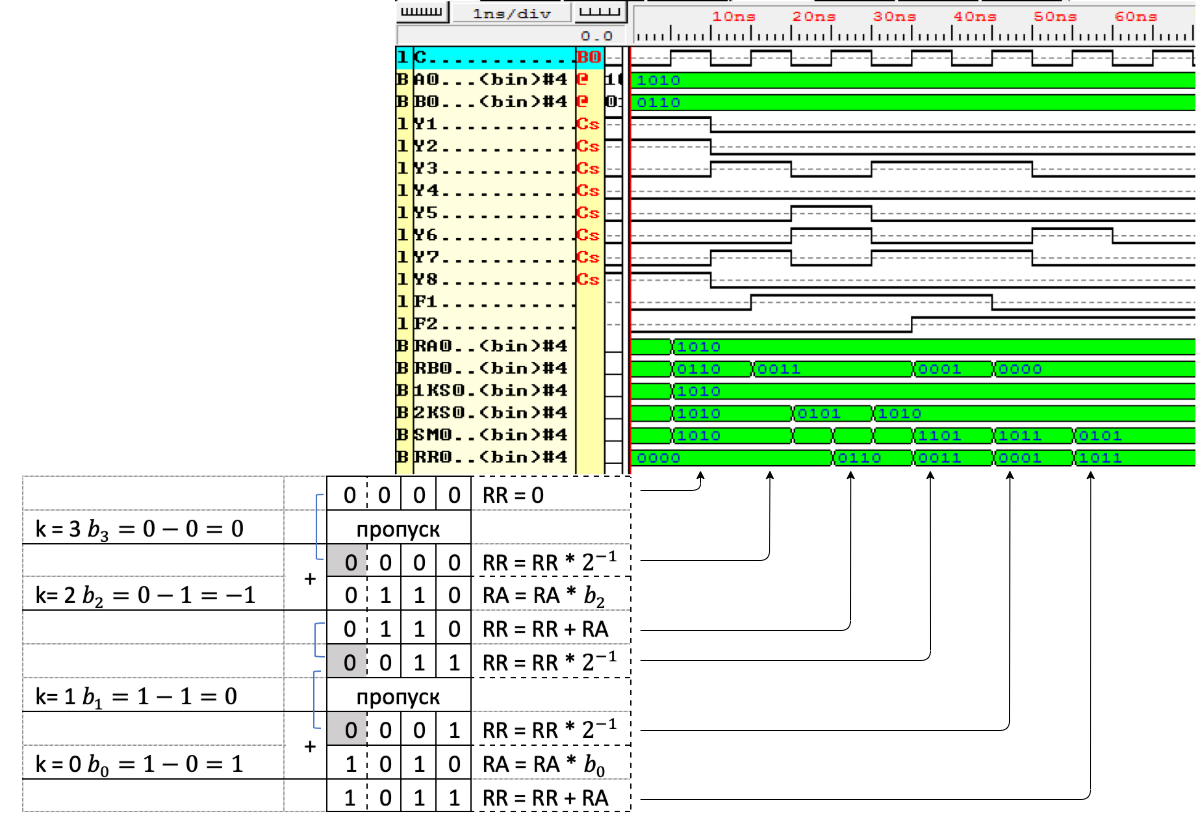 1ns/div
10ns 20ns 30ns 40ns 50ns 60ns
0.0
1 C............B0
B A0...<bin>#4 @ 1010
B B0...<bin>#4 @ 0110
1 Y1...........Cs
1 Y2...........Cs
1 Y3...........Cs
1 Y4...........Cs
1 Y5...........Cs
1 Y6...........Cs
1 Y7...........Cs
1 Y8...........Cs
1 F1...........
1 F2...........
B RA0..<bin>#4 1010
B RB0..<bin>#4 0110 0011 0001 0000
B 1KS0.<bin>#4 1010
B 2KS0.<bin>#4 1010 0101 1010
B SM0..<bin>#4 1010 1101 1011 0101
B RR0..<bin>#4 0000 0110 0011 0001 1011
0 0 0 0 RR = 0
k = 3 b₃ = 0 − 0 = 0 пропуск
0 0 0 0 RR = RR * 2⁻¹
+
k= 2 b₂ = 0 − 1 = −1 0 1 1 0 RA = RA * b₂
0 1 1 0 RR = RR + RA
0 0 1 1 RR = RR * 2⁻¹
k= 1 b₁ = 1 − 1 = 0 пропуск
0 0 0 1 RR = RR * 2⁻¹
+
k = 0 b₀ = 1 − 0 = 1 1 0 1 0 RA = RA * b₀
1 0 1 1 RR = RR + RA